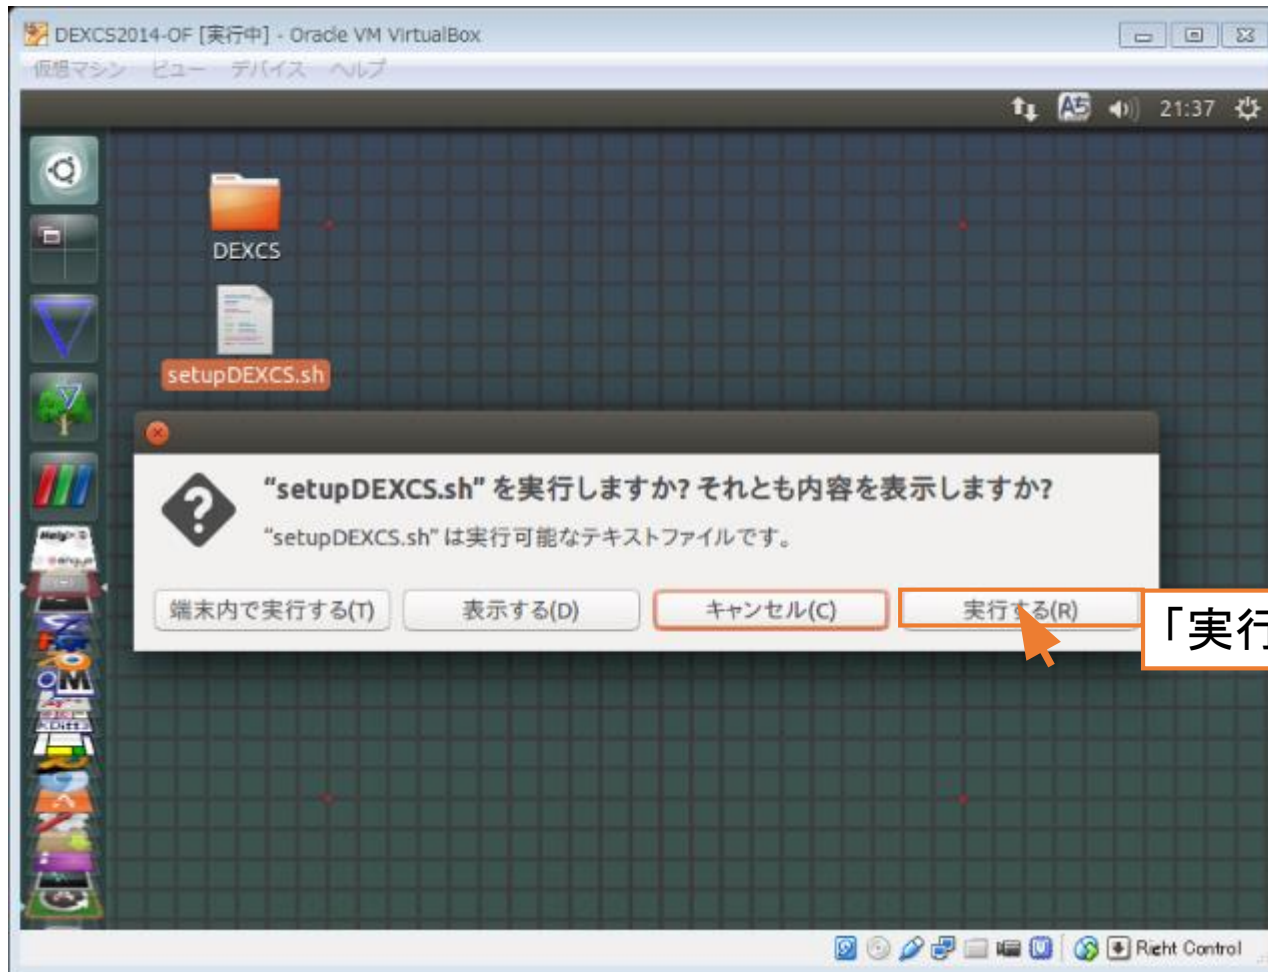 DEXCS2014-OF [実行中] - Oracle VM VirtualBox
仮想マシン ビュー デバイス ヘルプ
A5 21:37
DEXCS
setupDEXCS.sh
“setupDEXCS.sh” を実行しますか? それとも内容を表示しますか?
“setupDEXCS.sh” は実行可能なテキストファイルです。
端末内で実行する(T) 表示する(D) キャンセル(C) 実行する(R)
「実行
Right Control